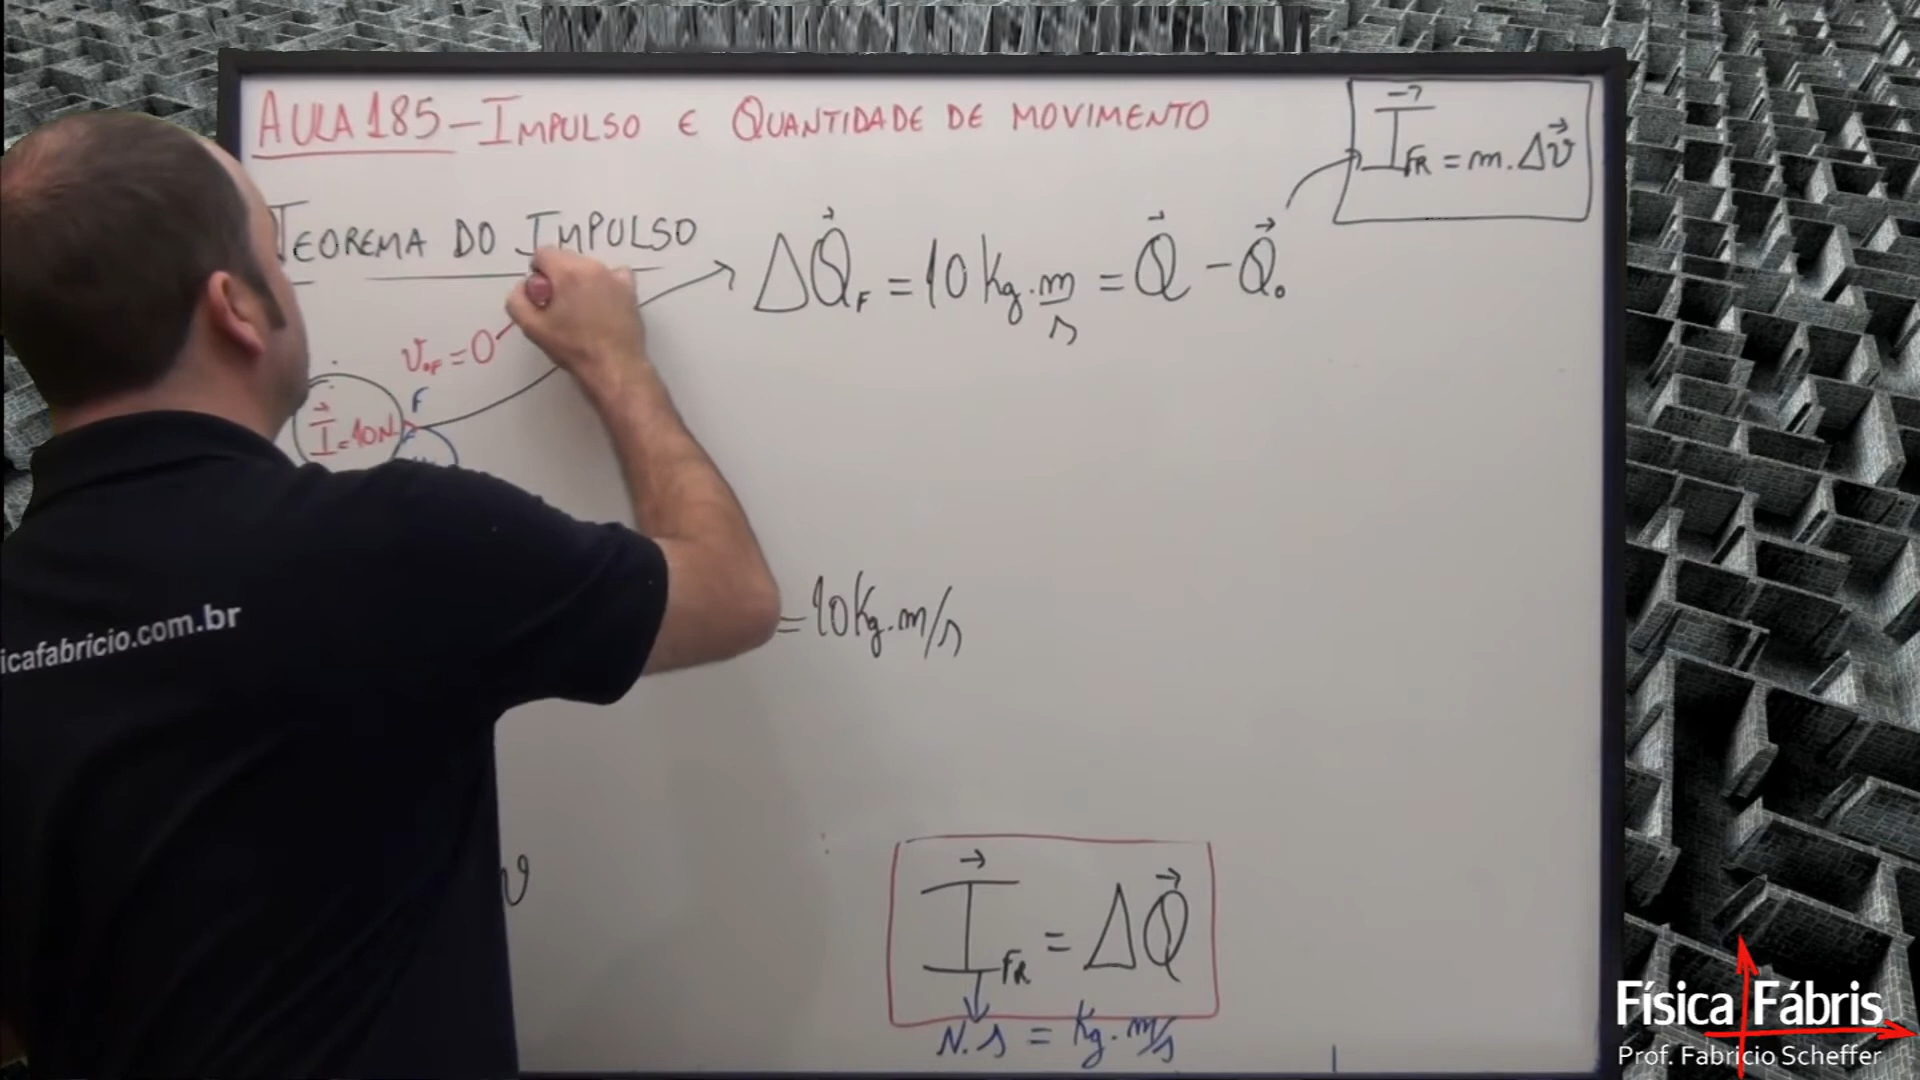 AULA 185 – IMPULSO E QUANTIDADE DE MOVIMENTO
I⃗FR = m.Δv⃗
TEOREMA DO IMPULSO
ΔQ⃗F = 10 kg.m/s = Q⃗ - Q⃗0
v0F = 0
F
I⃗ = 10N
= 10 Kg.m/s
icafabricio.com.br
v
I⃗FR = ΔQ⃗
N.s = kg.m/s
Física Fábris
Prof. Fabricio Scheffer